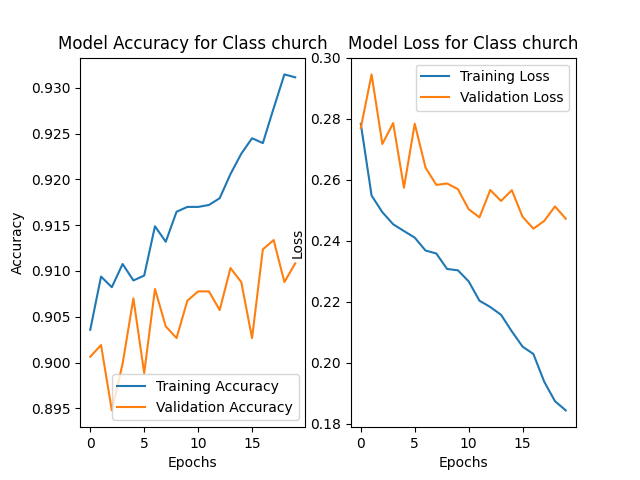 Model Accuracy for Class church
0.930
0.925
0.920
0.915
0.910
0.905
0.900
0.895
Accuracy
0
5
10
15
Epochs
Training Accuracy
Validation Accuracy
Model Loss for Class church
0.30
0.28
0.26
0.24
0.22
0.20
0.18
Loss
0
5
10
15
Epochs
Training Loss
Validation Loss